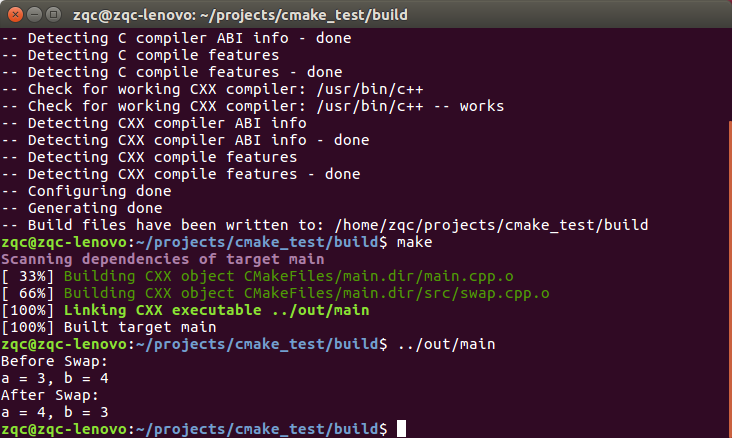 zqc@zqc-lenovo: ~/projects/cmake_test/build
-- Detecting C compiler ABI info - done
-- Detecting C compile features
-- Detecting C compile features - done
-- Check for working CXX compiler: /usr/bin/c++
-- Check for working CXX compiler: /usr/bin/c++ -- works
-- Detecting CXX compiler ABI info
-- Detecting CXX compiler ABI info - done
-- Detecting CXX compile features
-- Detecting CXX compile features - done
-- Configuring done
-- Generating done
-- Build files have been written to: /home/zqc/projects/cmake_test/build
zqc@zqc-lenovo:~/projects/cmake_test/build$ make
Scanning dependencies of target main
[ 33%] Building CXX object CMakeFiles/main.dir/main.cpp.o
[ 66%] Building CXX object CMakeFiles/main.dir/src/swap.cpp.o
[100%] Linking CXX executable ../out/main
[100%] Built target main
zqc@zqc-lenovo:~/projects/cmake_test/build$ ../out/main
Before Swap:
a = 3, b = 4
After Swap:
a = 4, b = 3
zqc@zqc-lenovo:~/projects/cmake_test/build$